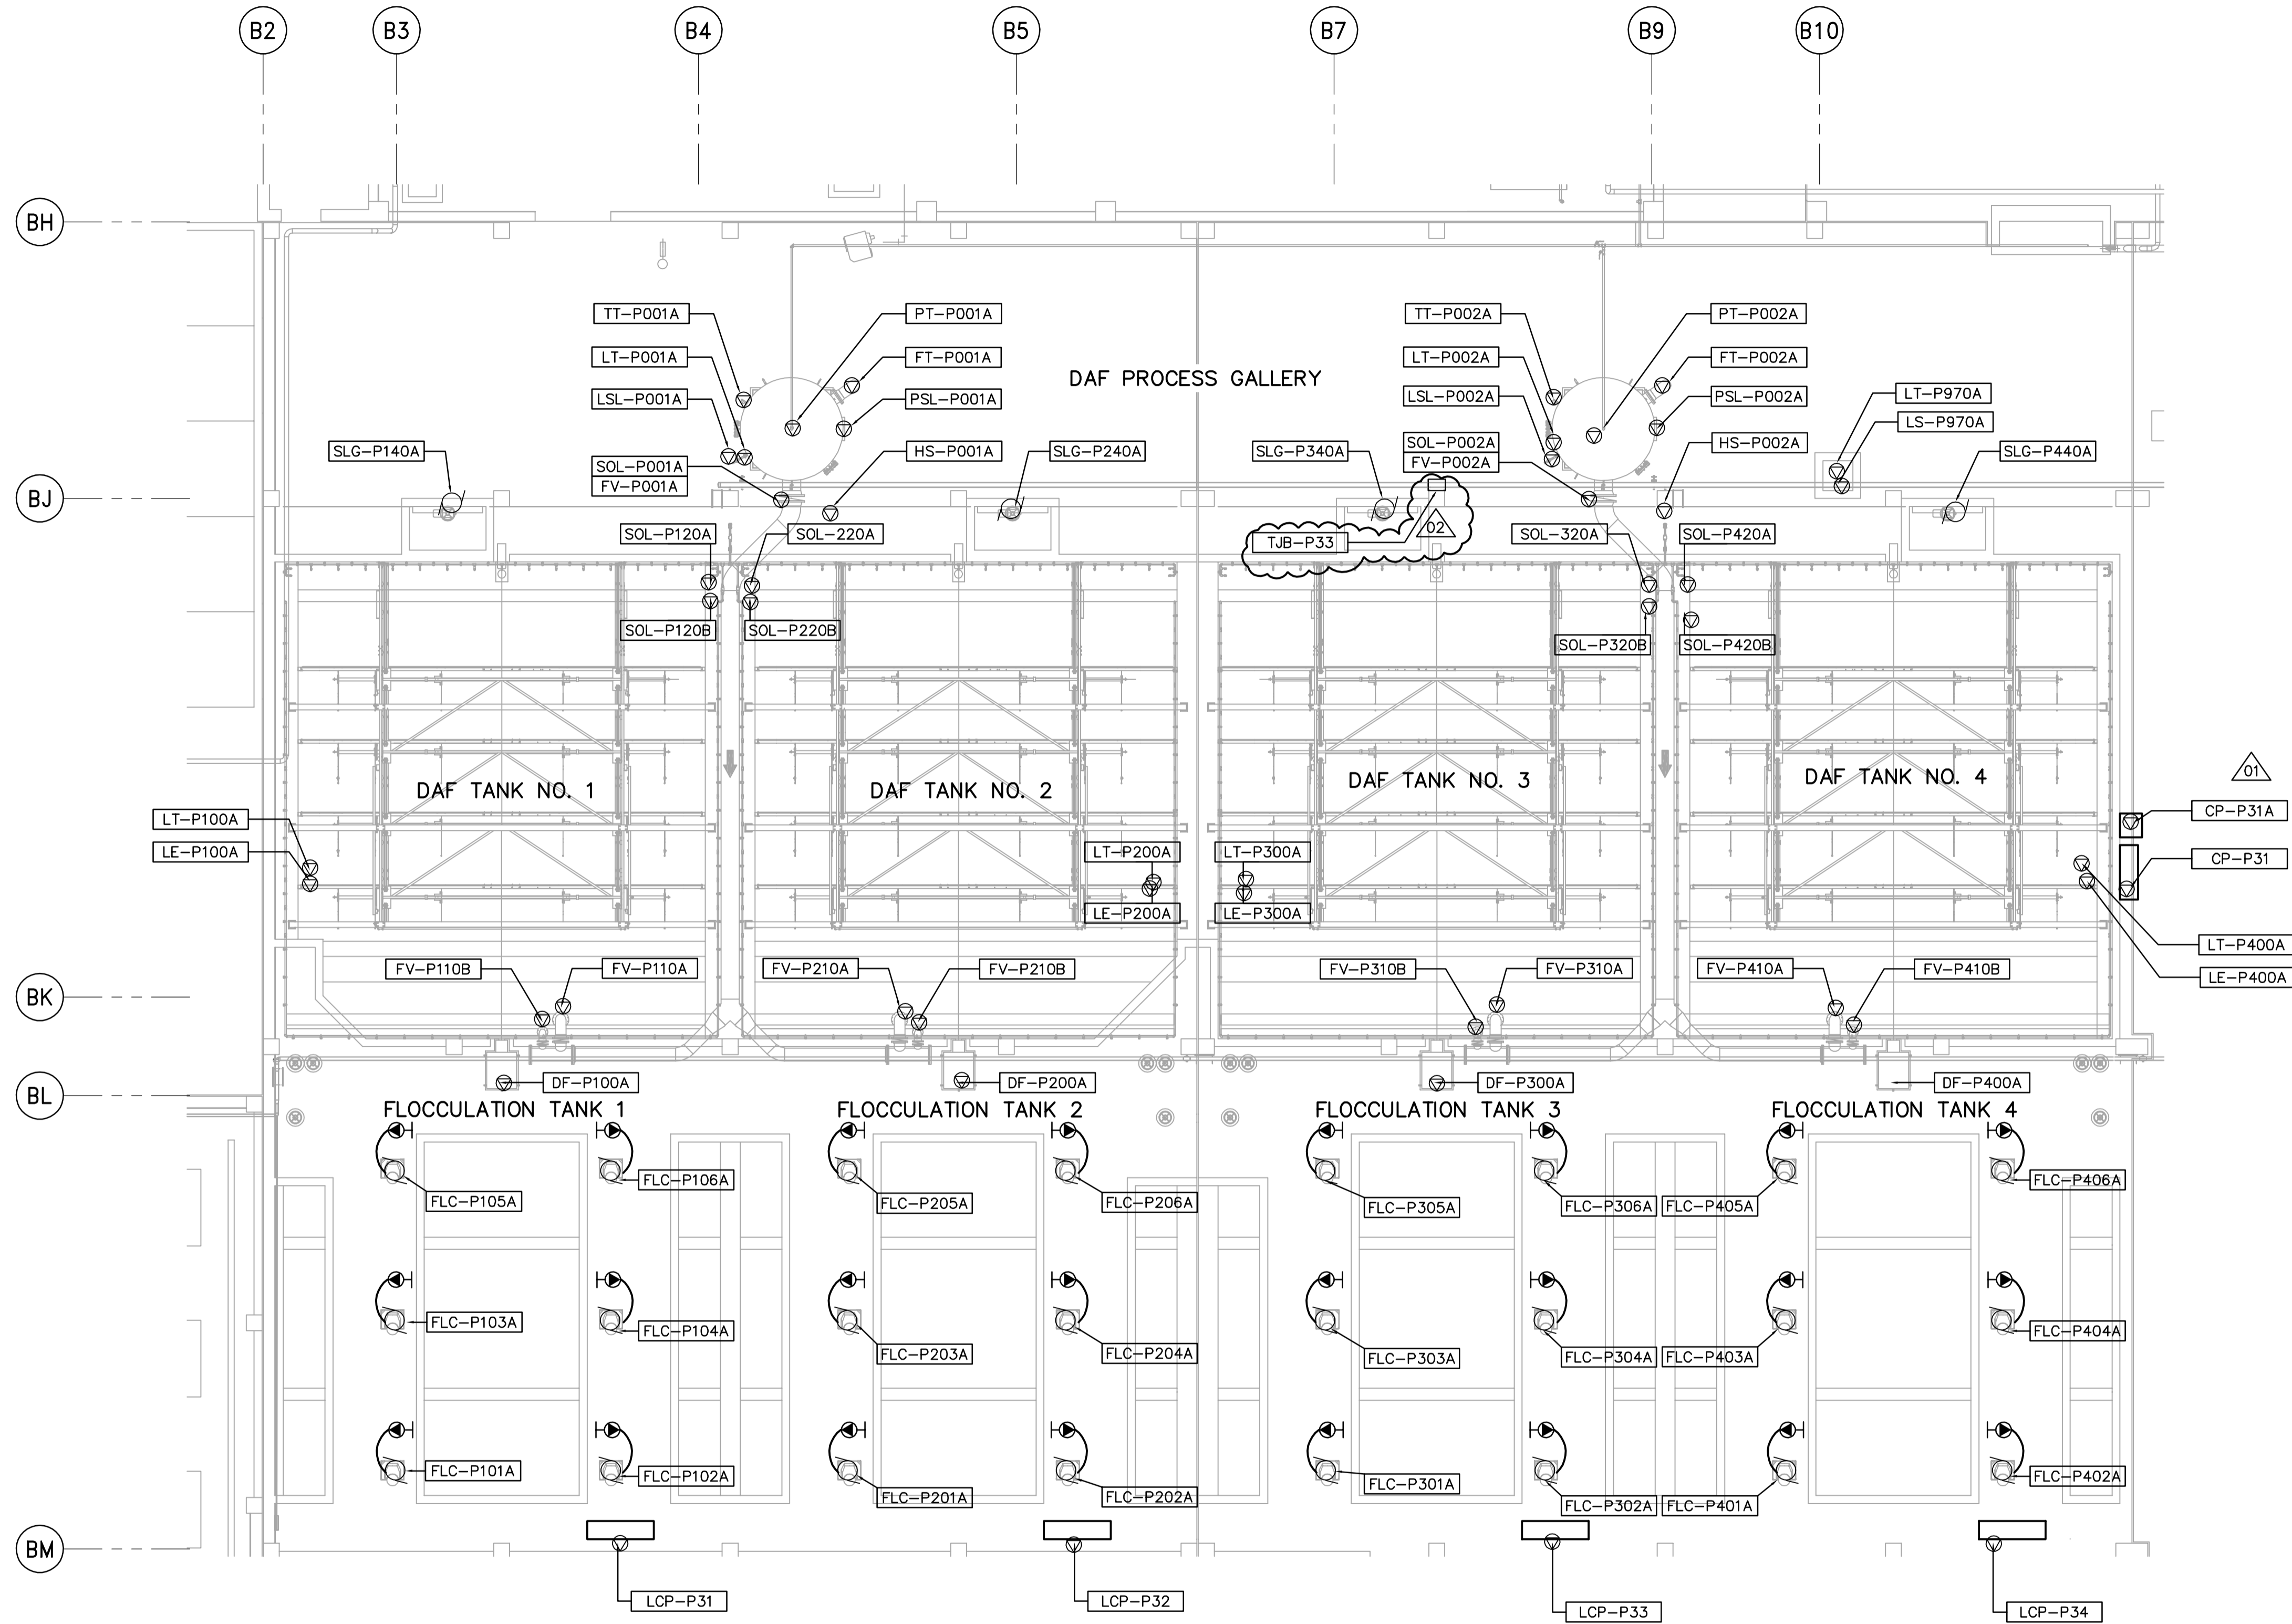 B2
B3
B4
B5
B7
B9
B10
BH
TT-P001A
PT-P001A
TT-P002A
PT-P002A
LT-P001A
FT-P001A
LT-P002A
FT-P002A
DAF PROCESS GALLERY
LSL-P001A
PSL-P001A
LSL-P002A
PSL-P002A
LT-P970A
LS-P970A
SLG-P140A
SOL-P001A
FV-P001A
HS-P001A
SLG-P240A
SLG-P340A
SOL-P002A
FV-P002A
HS-P002A
SLG-P440A
BJ
SOL-P120A
SOL-220A
TJB-P33
02
SOL-320A
SOL-P420A
SOL-P120B
SOL-P220B
SOL-P320B
SOL-P420B
DAF TANK NO. 1
DAF TANK NO. 2
DAF TANK NO. 3
DAF TANK NO. 4
01
CP-P31A
LT-P100A
LE-P100A
LT-P200A
LT-P300A
CP-P31
LE-P200A
LE-P300A
LT-P400A
LE-P400A
FV-P110B
FV-P110A
FV-P210A
FV-P210B
FV-P310B
FV-P310A
FV-P410A
FV-P410B
BK
DF-P100A
DF-P200A
DF-P300A
DF-P400A
BL
FLOCCULATION TANK 1
FLOCCULATION TANK 2
FLOCCULATION TANK 3
FLOCCULATION TANK 4
FLC-P105A
FLC-P106A
FLC-P205A
FLC-P206A
FLC-P305A
FLC-P306A
FLC-P405A
FLC-P406A
FLC-P103A
FLC-P104A
FLC-P203A
FLC-P204A
FLC-P303A
FLC-P304A
FLC-P403A
FLC-P404A
FLC-P101A
FLC-P102A
FLC-P201A
FLC-P202A
FLC-P301A
FLC-P302A
FLC-P401A
FLC-P402A
BM
LCP-P31
LCP-P32
LCP-P33
LCP-P34